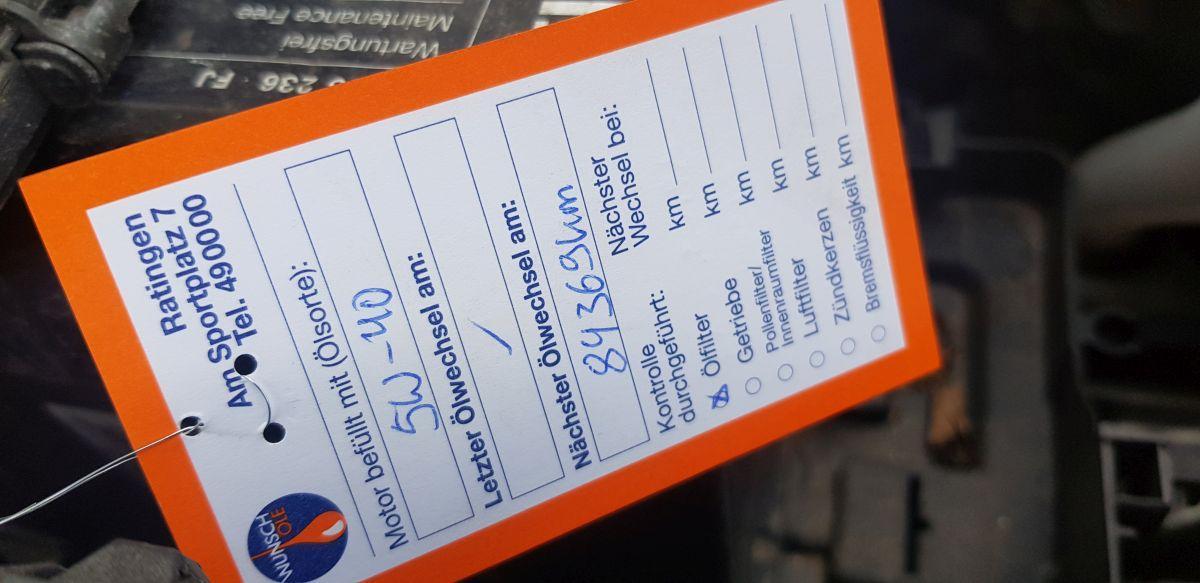 WUNSCH
ÖLE
Ratingen
Am Sportplatz 7
Tel. 490000
Motor befüllt mit (Ölsorte):
5W-40
Letzter Ölwechsel am:
/
Nächster Ölwechsel am:
84369km
Kontrolle
durchgeführt:
Nächster
Wechsel bei:
Ölfilter km
Getriebe km
Pollenfilter/
Innenraumfilter km
Luftfilter km
Zündkerzen km
Bremsflüssigkeit km
Wartungsfrei
Maintenance Free
236 FJ